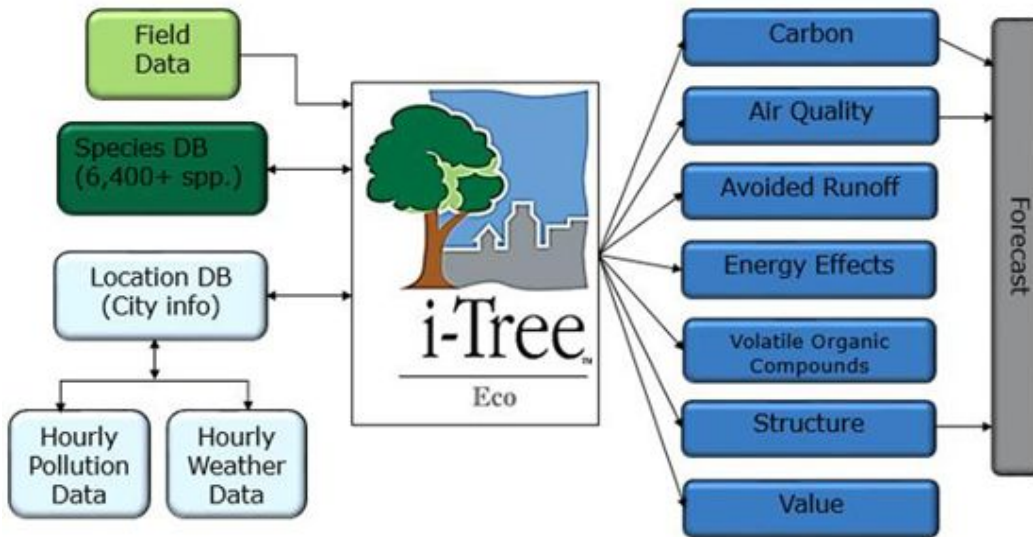 Field
Data
Species DB
(6,400+ spp.)
Location DB
(City info)
Hourly
Pollution
Data
Hourly
Weather
Data
i-Tree™
Eco
Carbon
Air Quality
Avoided Runoff
Energy Effects
Volatile Organic
Compounds
Structure
Value
Forecast